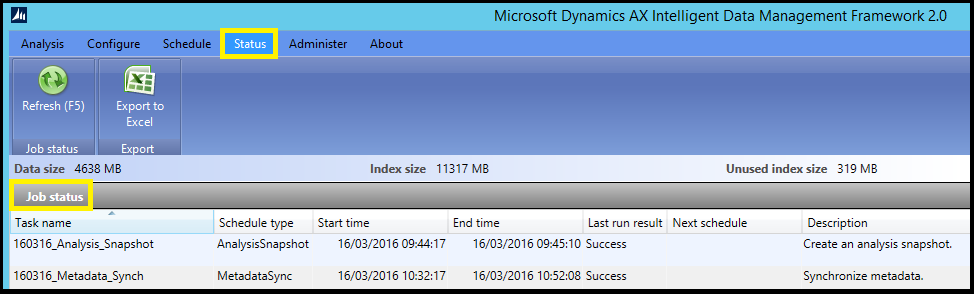 Microsoft Dynamics AX Intelligent Data Management Framework 2.0
Analysis Configure Schedule Status Administer About
Refresh (F5) Export to
Excel
Job status Export
Data size 4638 MB Index size 11317 MB Unused index size 319 MB
Job status
Task name Schedule type Start time End time Last run result Next schedule Description
160316_Analysis_Snapshot AnalysisSnapshot 16/03/2016 09:44:17 16/03/2016 09:45:10 Success Create an analysis snapshot.
160316_Metadata_Synch MetadataSync 16/03/2016 10:32:17 16/03/2016 10:52:08 Success Synchronize metadata.